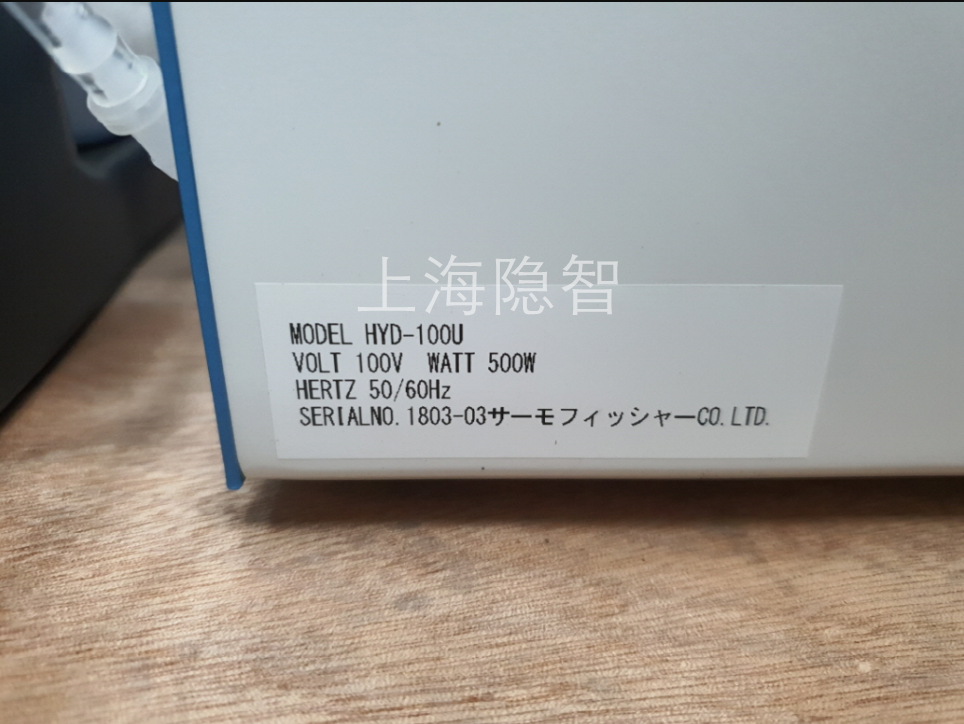 上海隐智
MODEL HYD-100U
VOLT 100V WATT 500W
HERTZ 50/60Hz
SERIALNO.1803-03サーモフィッシャーCO.LTD.